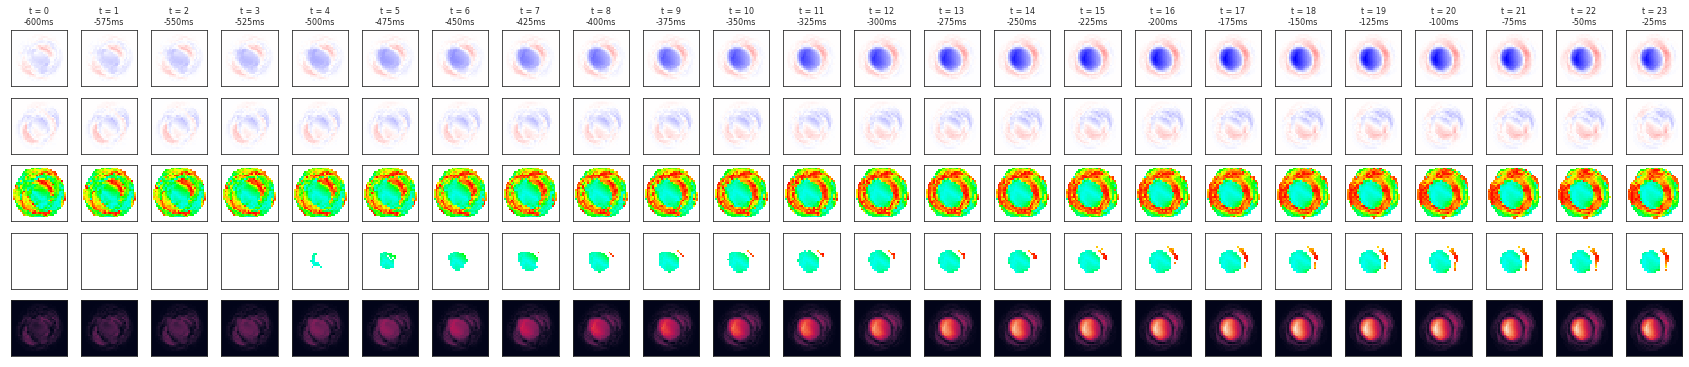 t = 0 t = 1 t = 2 t = 3 t = 4 t = 5 t = 6 t = 7 t = 8 t = 9 t = 10 t = 11 t = 12 t = 13 t = 14 t = 15 t = 16 t = 17 t = 18 t = 19 t = 20 t = 21 t = 22 t = 23
-600ms -575ms -550ms -525ms -500ms -475ms -450ms -425ms -400ms -375ms -350ms -325ms -300ms -275ms -250ms -225ms -200ms -175ms -150ms -125ms -100ms -75ms -50ms -25ms